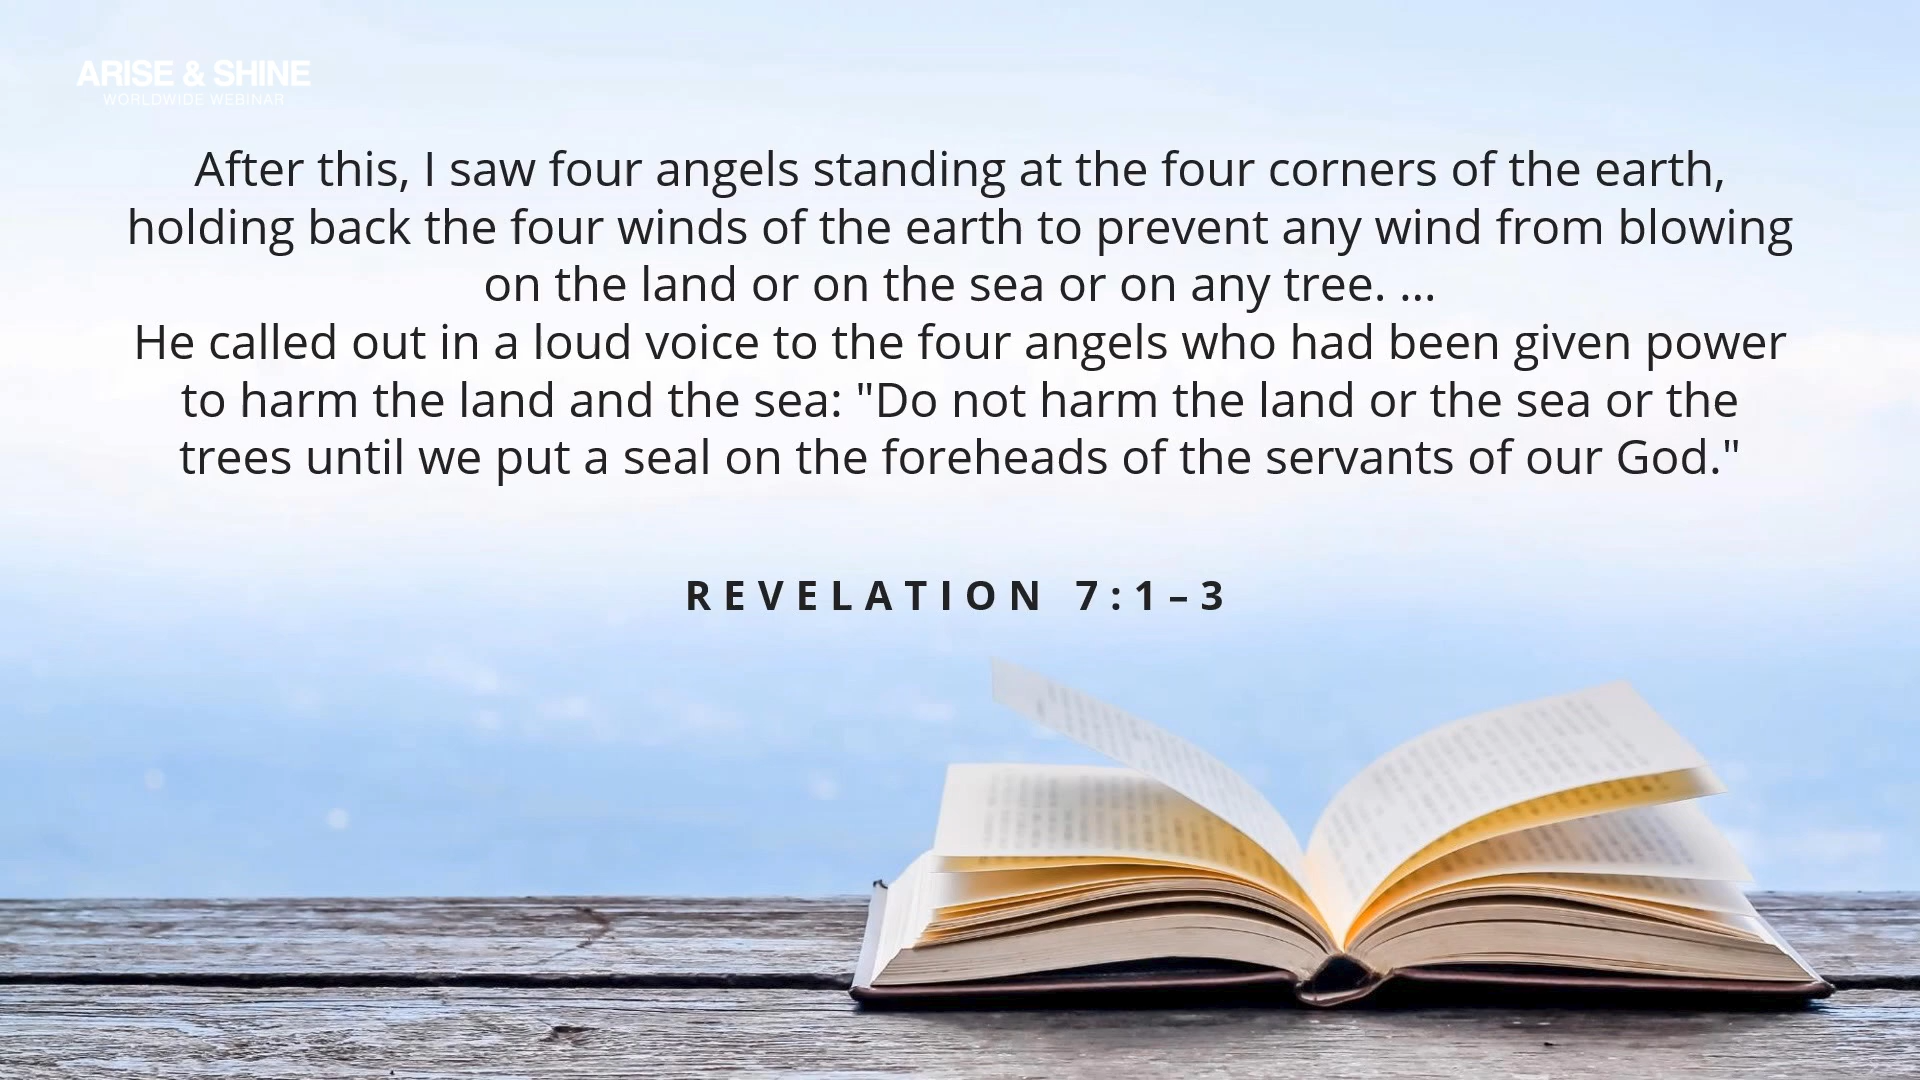 ARISE & SHINE
WORLDWIDE WEBINAR
After this, I saw four angels standing at the four corners of the earth,
holding back the four winds of the earth to prevent any wind from blowing
on the land or on the sea or on any tree. ...
He called out in a loud voice to the four angels who had been given power
to harm the land and the sea: "Do not harm the land or the sea or the
trees until we put a seal on the foreheads of the servants of our God."
REVELATION 7:1–3